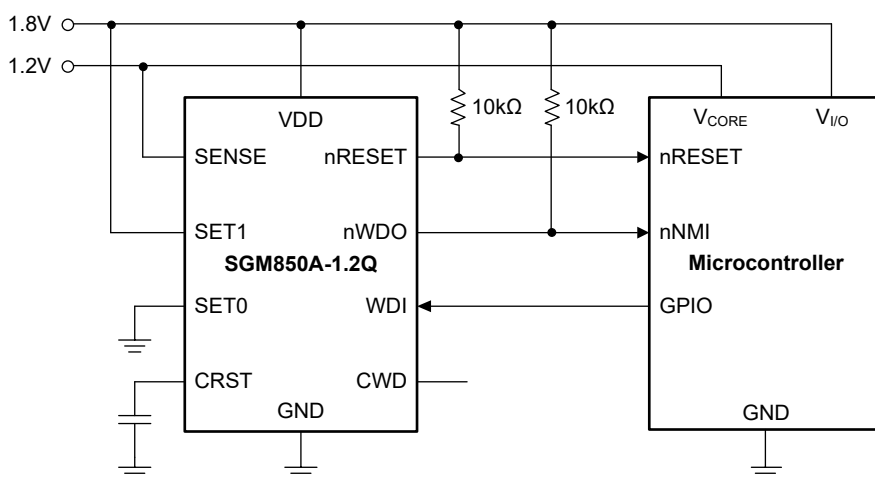 1.8V
1.2V
10kΩ
10kΩ
VDD
SENSE
nRESET
SET1
nWDO
SGM850A-1.2Q
SET0
WDI
CRST
CWD
GND
VCORE
VI/O
nRESET
nNMI
Microcontroller
GPIO
GND